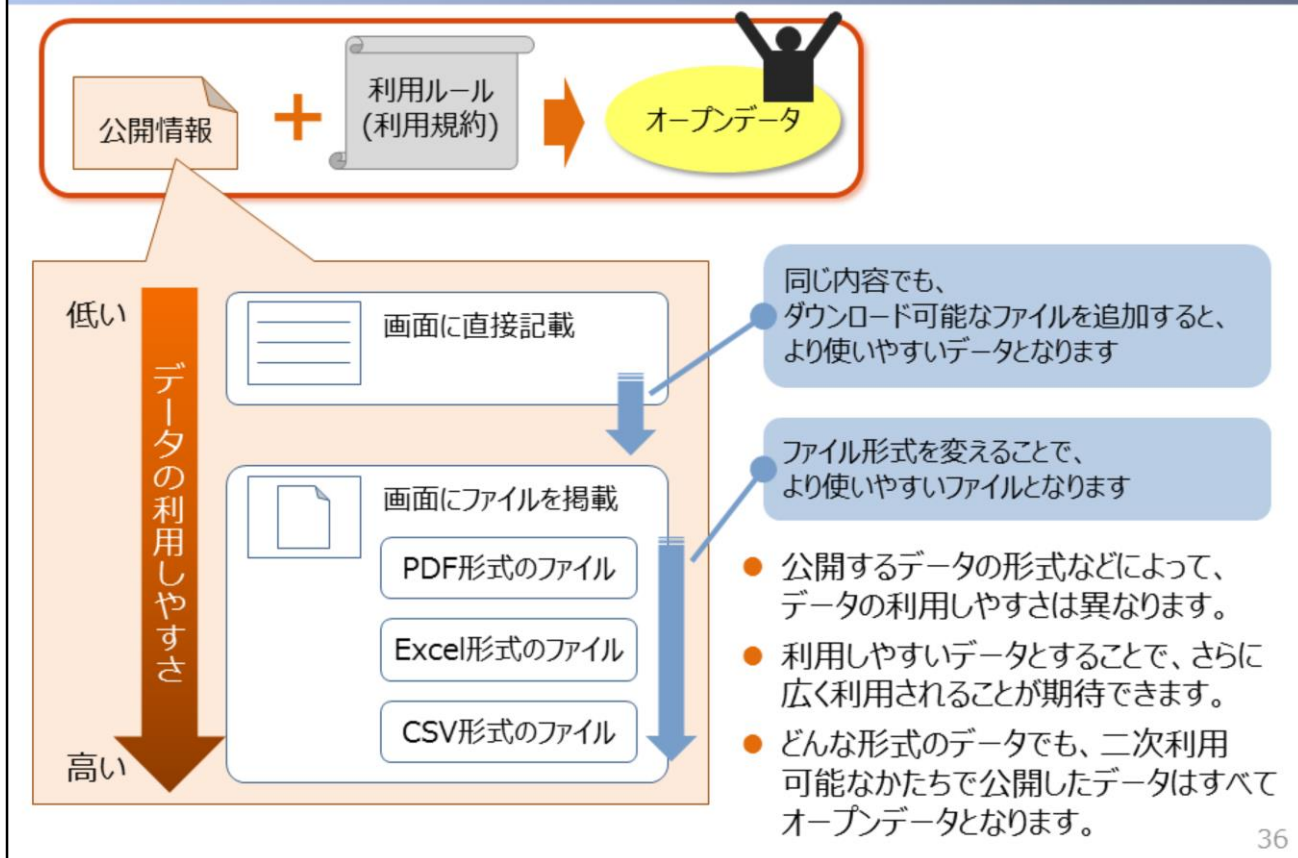 公開情報
+
利用ルール
(利用規約)
オープンデータ
低い
データの利用しやすさ
高い
画面に直接記載
画面にファイルを掲載
PDF形式のファイル
Excel形式のファイル
CSV形式のファイル
同じ内容でも、
ダウンロード可能なファイルを追加すると、
より使いやすいデータとなります
ファイル形式を変えることで、
より使いやすいファイルとなります
● 公開するデータの形式などによって、
データの利用しやすさは異なります。
● 利用しやすいデータとすることで、さらに
広く利用されることが期待できます。
● どんな形式のデータでも、二次利用
可能なかたちで公開したデータはすべて
オープンデータとなります。
36